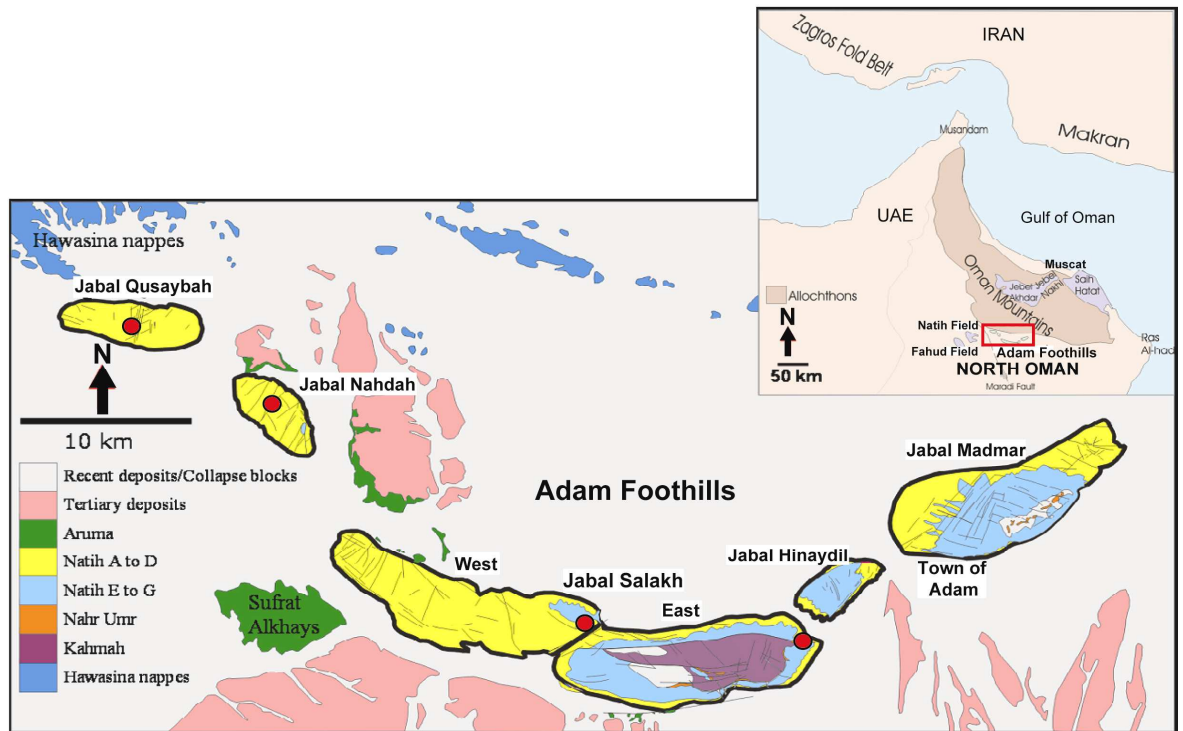 Zagros Fold Belt
IRAN
Makran
Musandam
UAE
Gulf of Oman
Muscat
Oman Mountains
Jebel
Akhdar
Jebel
Nakhl
Saih
Hatat
Allochthons
N
50 km
Natih Field
Fahud Field
Adam Foothills
NORTH OMAN
Maradi Fault
Ras
Al-had
Hawasina nappes
Jabal Qusaybah
N
10 km
Jabal Nahdah
Recent deposits/Collapse blocks
Tertiary deposits
Aruma
Natih A to D
Natih E to G
Nahr Umr
Kahmah
Hawasina nappes
Adam Foothills
Jabal Madmar
Town of
Adam
Jabal Hinaydil
West
Jabal Salakh
East
Sufrat
Alkhays